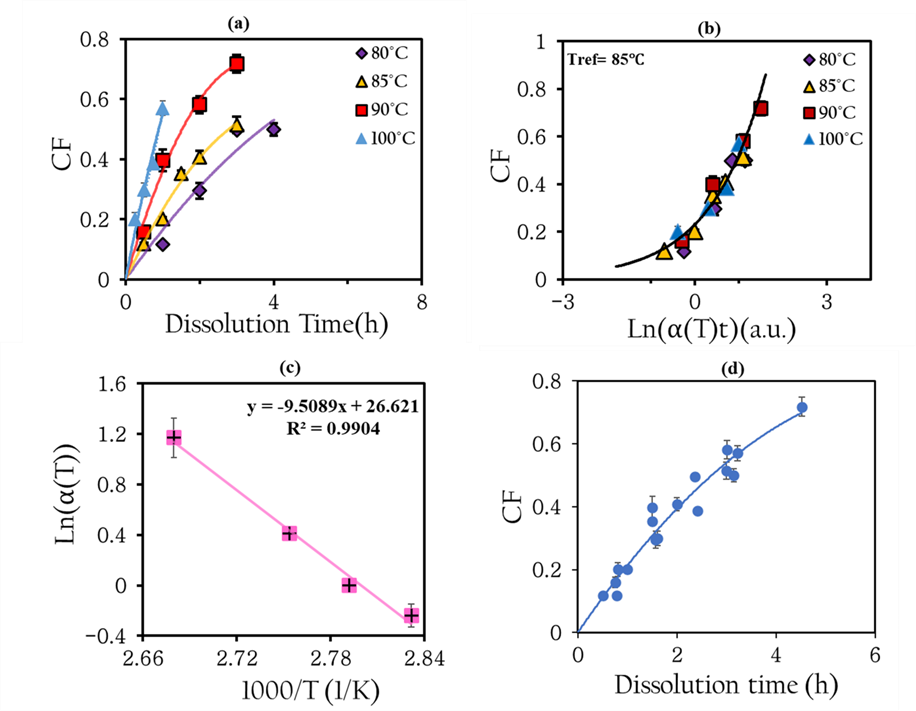 (a)
0.8
0.6
0.4
0.2
0
CF
0
4
8
Dissolution Time(h)
80˚C
85˚C
90˚C
100˚C
(b)
Tref= 85℃
1
0.8
0.6
0.4
0.2
0
CF
−3
0
3
Ln(α(T)t)(a.u.)
80˚C
85˚C
90˚C
100˚C
(c)
1.6
1.2
0.8
0.4
0
−0.4
Ln(α(T))
y = -9.5089x + 26.621
R² = 0.9904
2.66
2.72
2.78
2.84
1000/T (1/K)
(d)
0.8
0.6
0.4
0.2
0
CF
0
2
4
6
Dissolution time (h)